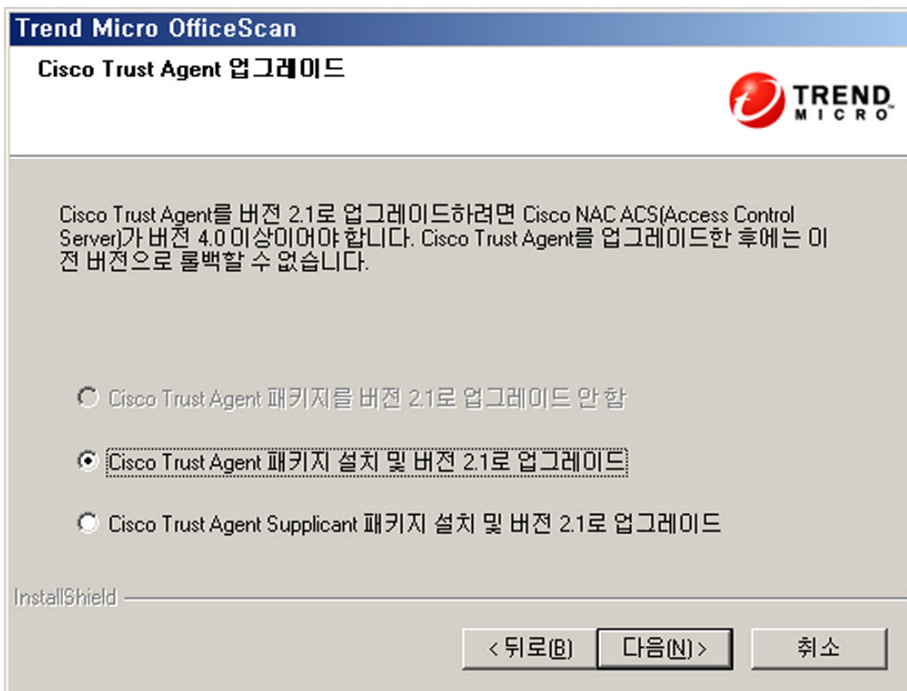 Trend Micro OfficeScan
Cisco Trust Agent 업그레이드
TREND
MICRO
Cisco Trust Agent를 버전 2.1로 업그레이드하려면 Cisco NAC ACS(Access Control
Server)가 버전 4.0 이상이어야 합니다. Cisco Trust Agent를 업그레이드한 후에는 이
전 버전으로 롤백할 수 없습니다.
Cisco Trust Agent 패키지를 버전 2.1로 업그레이드 안 함
Cisco Trust Agent 패키지 설치 및 버전 2.1로 업그레이드
Cisco Trust Agent Supplicant 패키지 설치 및 버전 2.1로 업그레이드
InstallShield
< 뒤로(B) 다음(N) > 취소